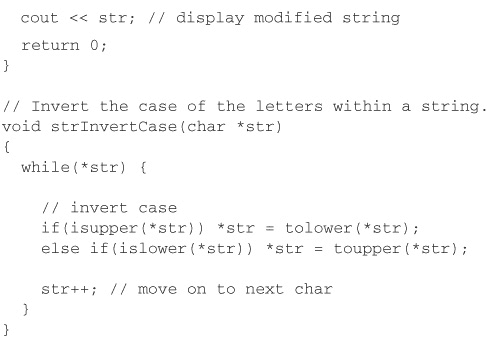 cout << str; // display modified string
return 0;
}
// Invert the case of the letters within a string.
void strInvertCase(char *str)
{
while(*str) {
// invert case
if(isupper(*str)) *str = tolower(*str);
else if(islower(*str)) *str = toupper(*str);
str++; // move on to next char
}
}